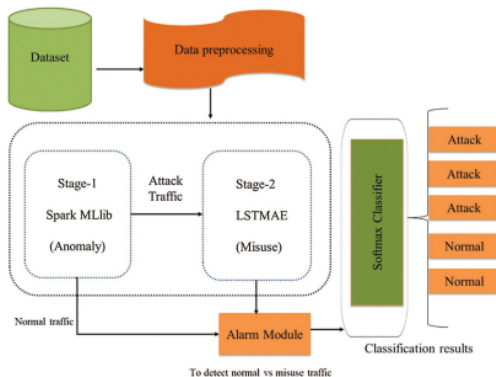 Dataset
Data preprocessing
Stage-1
Spark MLlib
(Anomaly)
Attack
Traffic
Stage-2
LSTMAE
(Misuse)
Softmax Classifier
Attack
Attack
Attack
Normal
Normal
Normal traffic
Alarm Module
Classification results
To detect normal vs misuse traffic